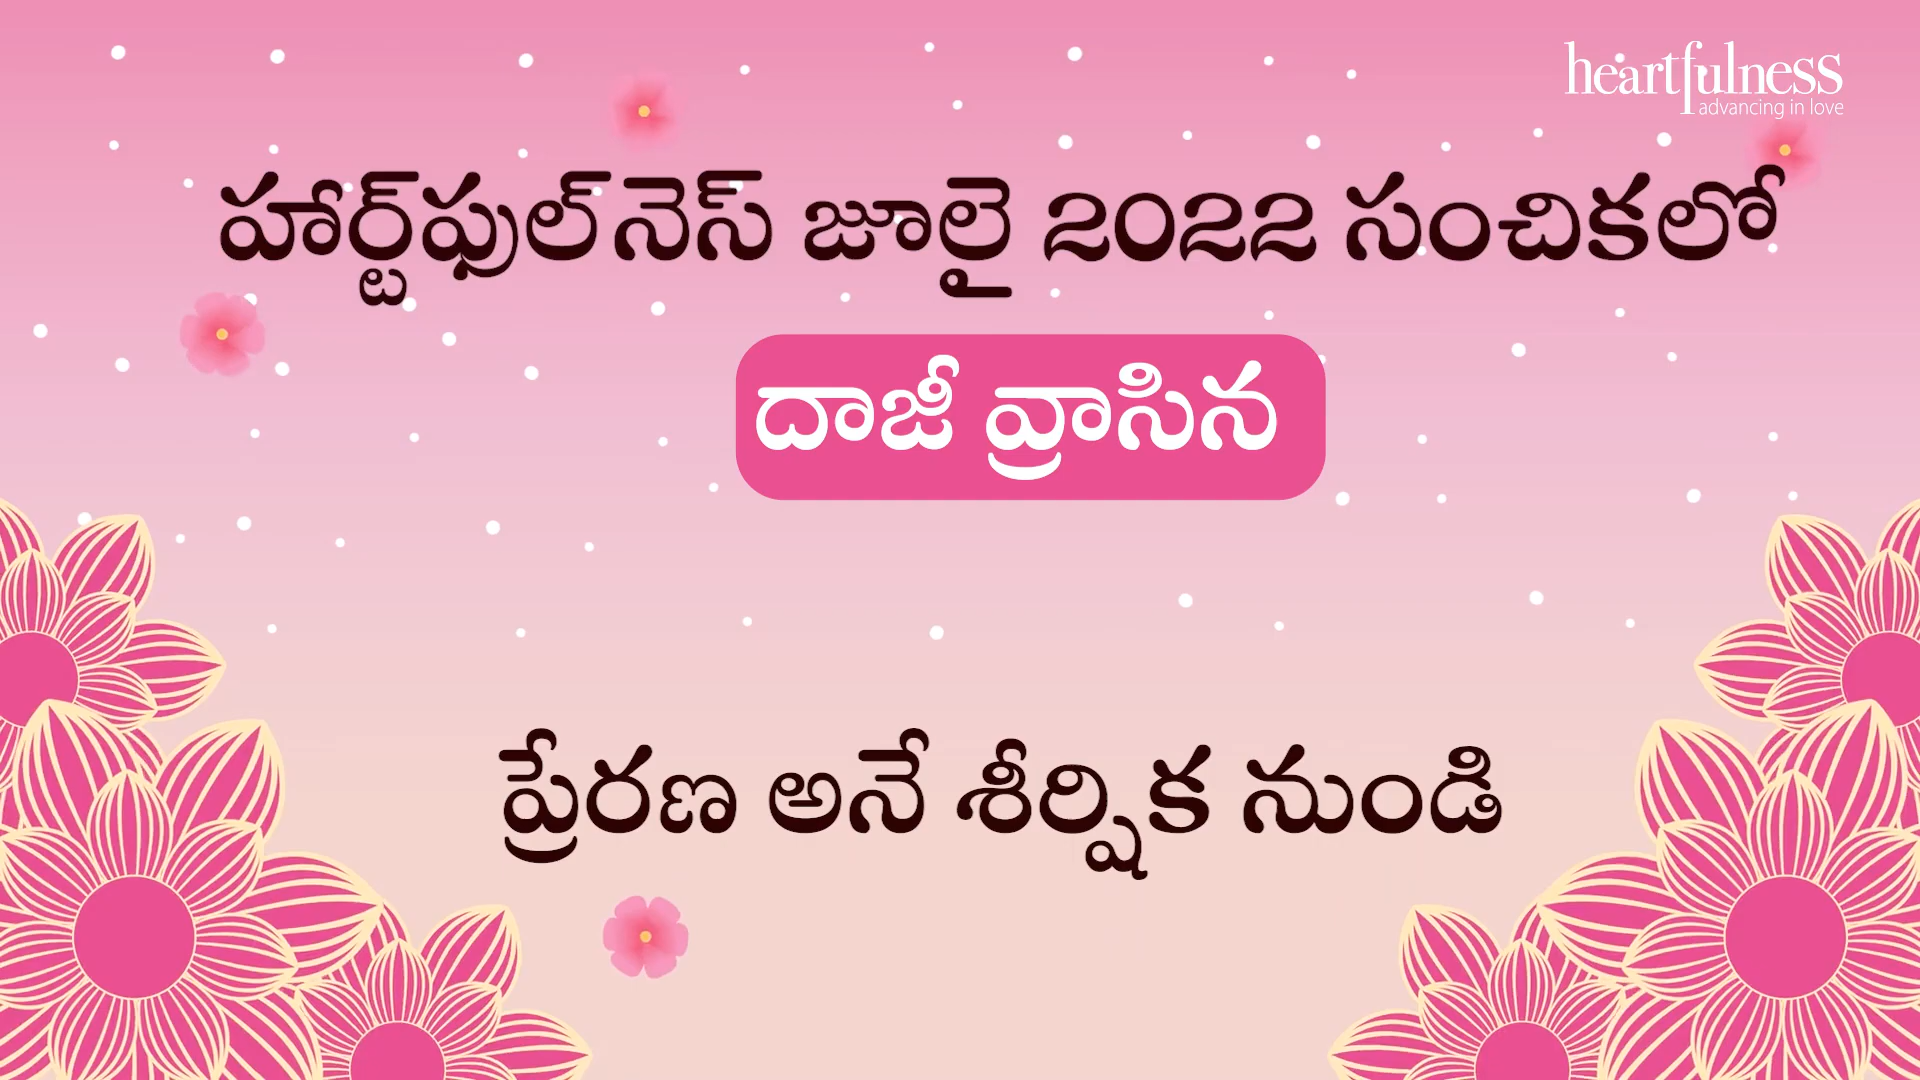 heartfulness
advancing in love
హార్ట్‌ఫుల్‌నెస్ జూలై 2022 సంచికలో
దాజీ వ్రాసిన
ప్రేరణ అనే శీర్షిక నుండి